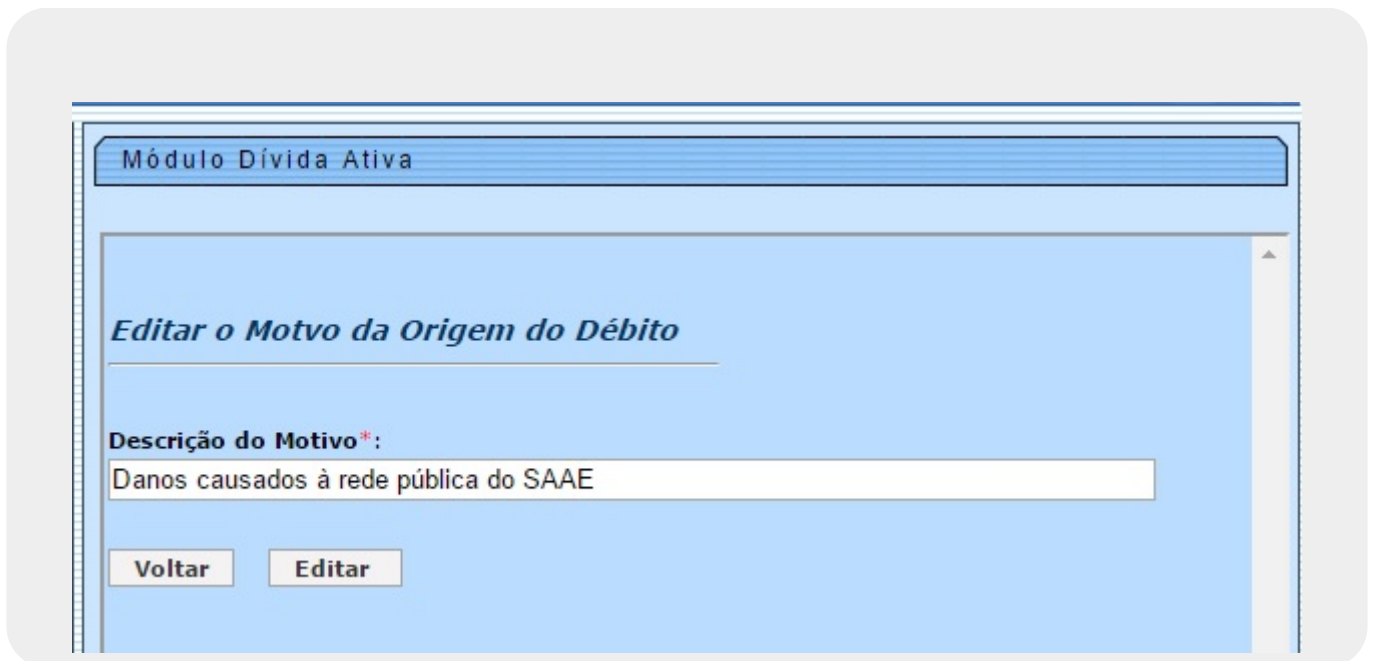 Módulo Dívida Ativa
Editar o Motvo da Origem do Débito
Descrição do Motivo*:
Danos causados à rede pública do SAAE
Voltar Editar